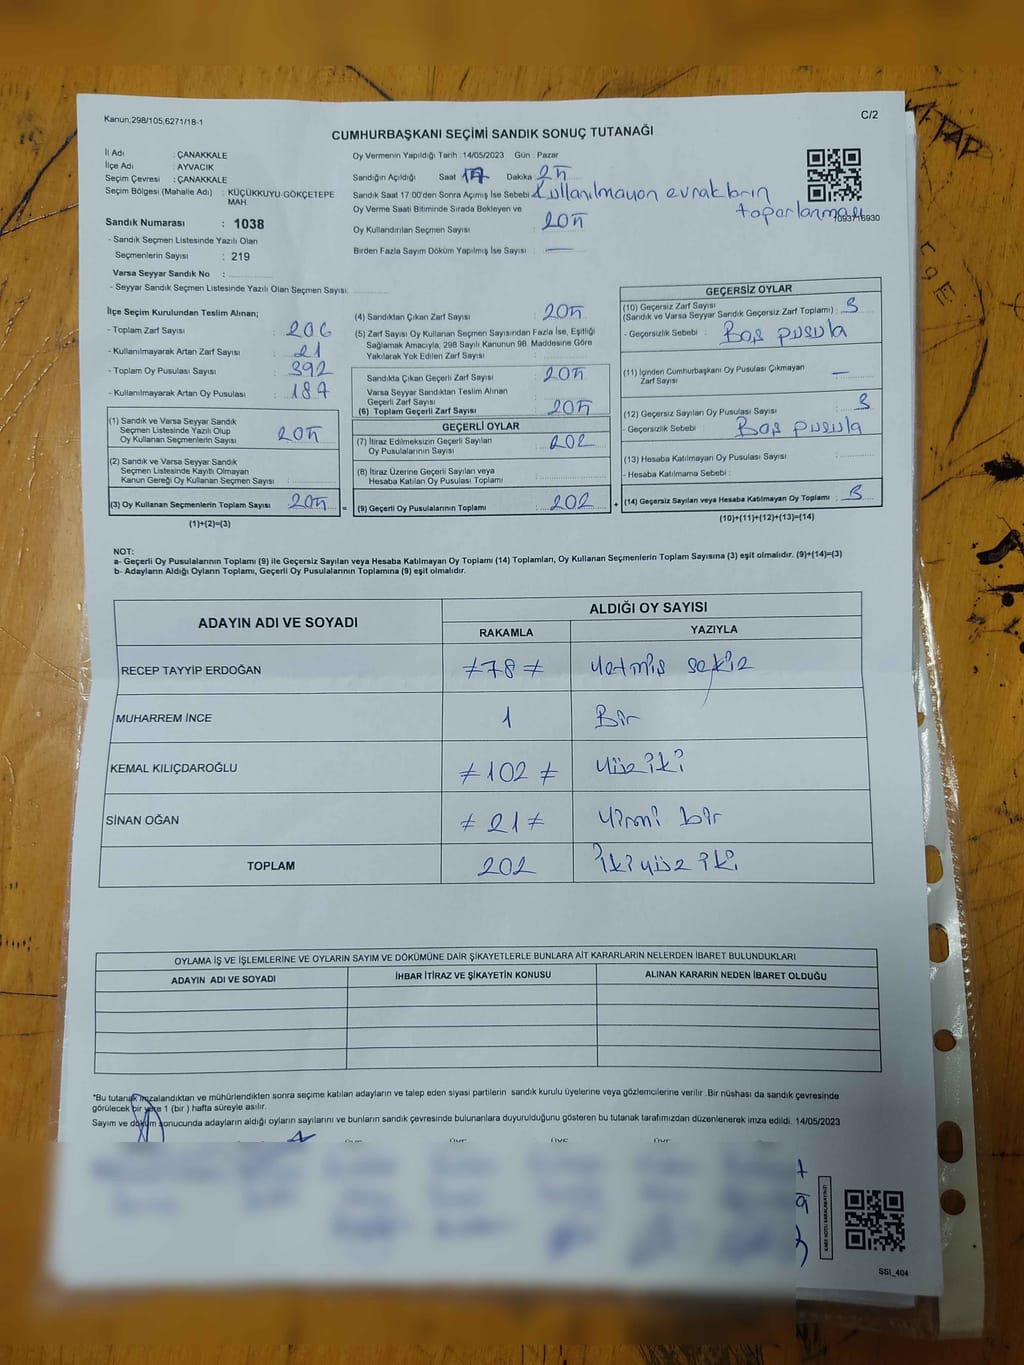 Kanun,298/105,6271/18-1
C/2
CUMHURBAŞKANI SEÇİMİ SANDIK SONUÇ TUTANAĞI
İl Adı : ÇANAKKALE
İlçe Adı : AYVACIK
Seçim Çevresi : ÇANAKKALE
Seçim Bölgesi (Mahalle Adı) : KÜÇÜKKUYU-GÖKÇETEPE
MAH.
Sandık Numarası : 1038
- Sandık Seçmen Listesinde Yazılı Olan
Seçmenlerin Sayısı : 219
Varsa Seyyar Sandık No :
- Seyyar Sandık Seçmen Listesinde Yazılı Olan Seçmen Sayısı:
Oy Vermenin Yapıldığı Tarih : 14/05/2023 Gün : Pazar
Sandığın Açıldığı Saat 17 Dakika 25
Sandık Saat 17:00'den Sonra Açımış İse Sebebi : Kullanılmayan evrakların
toparlanması
Oy Verme Saati Bitiminde Sırada Bekleyen ve
Oy Kullandırılan Seçmen Sayısı : 205
Birden Fazla Sayım Döküm Yapılmış İse Sayısı : —
1093716930
İlçe Seçim Kurulundan Teslim Alınan;
- Toplam Zarf Sayısı : 206
- Kullanılmayarak Artan Zarf Sayısı : 21
- Toplam Oy Pusulası Sayısı : 392
- Kullanılmayarak Artan Oy Pusulası : 187
(1) Sandık ve Varsa Seyyar Sandık
Seçmen Listesinde Yazılı Olup
Oy Kullanan Seçmenlerin Sayısı : 205
(2) Sandık ve Varsa Seyyar Sandık
Seçmen Listesinde Kayıtlı Olmayan
Kanun Gereği Oy Kullanan Seçmen Sayısı :
(3) Oy Kullanan Seçmenlerin Toplam Sayısı : 205 =
(1)+(2)=(3)
(4) Sandıktan Çıkan Zarf Sayısı : 205
(5) Zarf Sayısı Oy Kullanan Seçmen Sayısından Fazla İse, Eşitliği
Sağlamak Amacıyla, 298 Sayılı Kanunun 98. Maddesine Göre
Yakılarak Yok Edilen Zarf Sayısı :
Sandıkta Çıkan Geçerli Zarf Sayısı : 205
Varsa Seyyar Sandıktan Teslim Alınan
Geçerli Zarf Sayısı :
(6) Toplam Geçerli Zarf Sayısı : 205
GEÇERLİ OYLAR
(7) İtiraz Edilmeksizin Geçerli Sayılan
Oy Pusulalarının Sayısı : 202
(8) İtiraz Üzerine Geçerli Sayılan veya
Hesaba Katılan Oy Pusulası Toplamı :
(9) Geçerli Oy Pusulalarının Toplamı : 202 +
GEÇERSİZ OYLAR
(10) Geçersiz Zarf Sayısı
(Sandık ve Varsa Seyyar Sandık Geçersiz Zarf Toplamı) : 3
- Geçersizlik Sebebi : Boş pusula
(11) İçinden Cumhurbaşkanı Oy Pusulası Çıkmayan
Zarf Sayısı : —
(12) Geçersiz Sayılan Oy Pusulası Sayısı : 3
- Geçersizlik Sebebi : Boş pusula
(13) Hesaba Katılmayan Oy Pusulası Sayısı :
- Hesaba Katılmama Sebebi :
(14) Geçersiz Sayılan veya Hesaba Katılmayan Oy Toplamı : 3
(10)+(11)+(12)+(13)=(14)
NOT:
a- Geçerli Oy Pusulalarının Toplamı (9) ile Geçersiz Sayılan veya Hesaba Katılmayan Oy Toplamı (14) Toplamları, Oy Kullanan Seçmenlerin Toplam Sayısına (3) eşit olmalıdır. (9)+(14)=(3)
b- Adayların Aldığı Oyların Toplamı, Geçerli Oy Pusulalarının Toplamına (9) eşit olmalıdır.
ADAYIN ADI VE SOYADI
ALDIĞI OY SAYISI
RAKAMLA YAZIYLA
RECEP TAYYİP ERDOĞAN ≠78≠ Yetmiş sekiz
MUHARREM İNCE 1 Bir
KEMAL KILIÇDAROĞLU ≠102≠ Yüz iki
SİNAN OĞAN ≠21≠ Yirmi bir
TOPLAM 202 İki yüz iki
OYLAMA İŞ VE İŞLEMLERİNE VE OYLARIN SAYIM VE DÖKÜMÜNE DAİR ŞİKAYETLERLE BUNLARA AİT KARARLARIN NELERDEN İBARET BULUNDUKLARI
ADAYIN ADI VE SOYADI İHBAR İTİRAZ VE ŞİKAYETİN KONUSU ALINAN KARARIN NEDEN İBARET OLDUĞU
*Bu tutanak imzalandıktan ve mühürlendikten sonra seçime katılan adayların ve talep eden siyasi partilerin sandık kurulu üyelerine veya gözlemcilerine verilir .Bir nüshası da sandık çevresinde
görülecek bir yere 1 (bir ) hafta süreyle asılır.
Sayım ve döküm sonucunda adayların aldığı oyların sayılarını ve bunların sandık çevresinde bulunanlara duyurulduğunu gösteren bu tutanak tarafımızdan düzenlenerek imza edildi. 14/05/2023
ÜYE ÜYE ÜYE ÜYE
SSİ_404